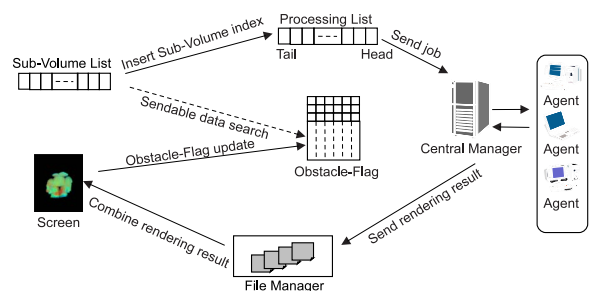 Processing List
Insert Sub-Volume index
Tail
Head
Send job
Sub-Volume List
Sendable data search
Agent
Central Manager
Agent
Obstacle-Flag update
Obstacle-Flag
Agent
Screen
Combine rendering result
Send rendering result
File Manager